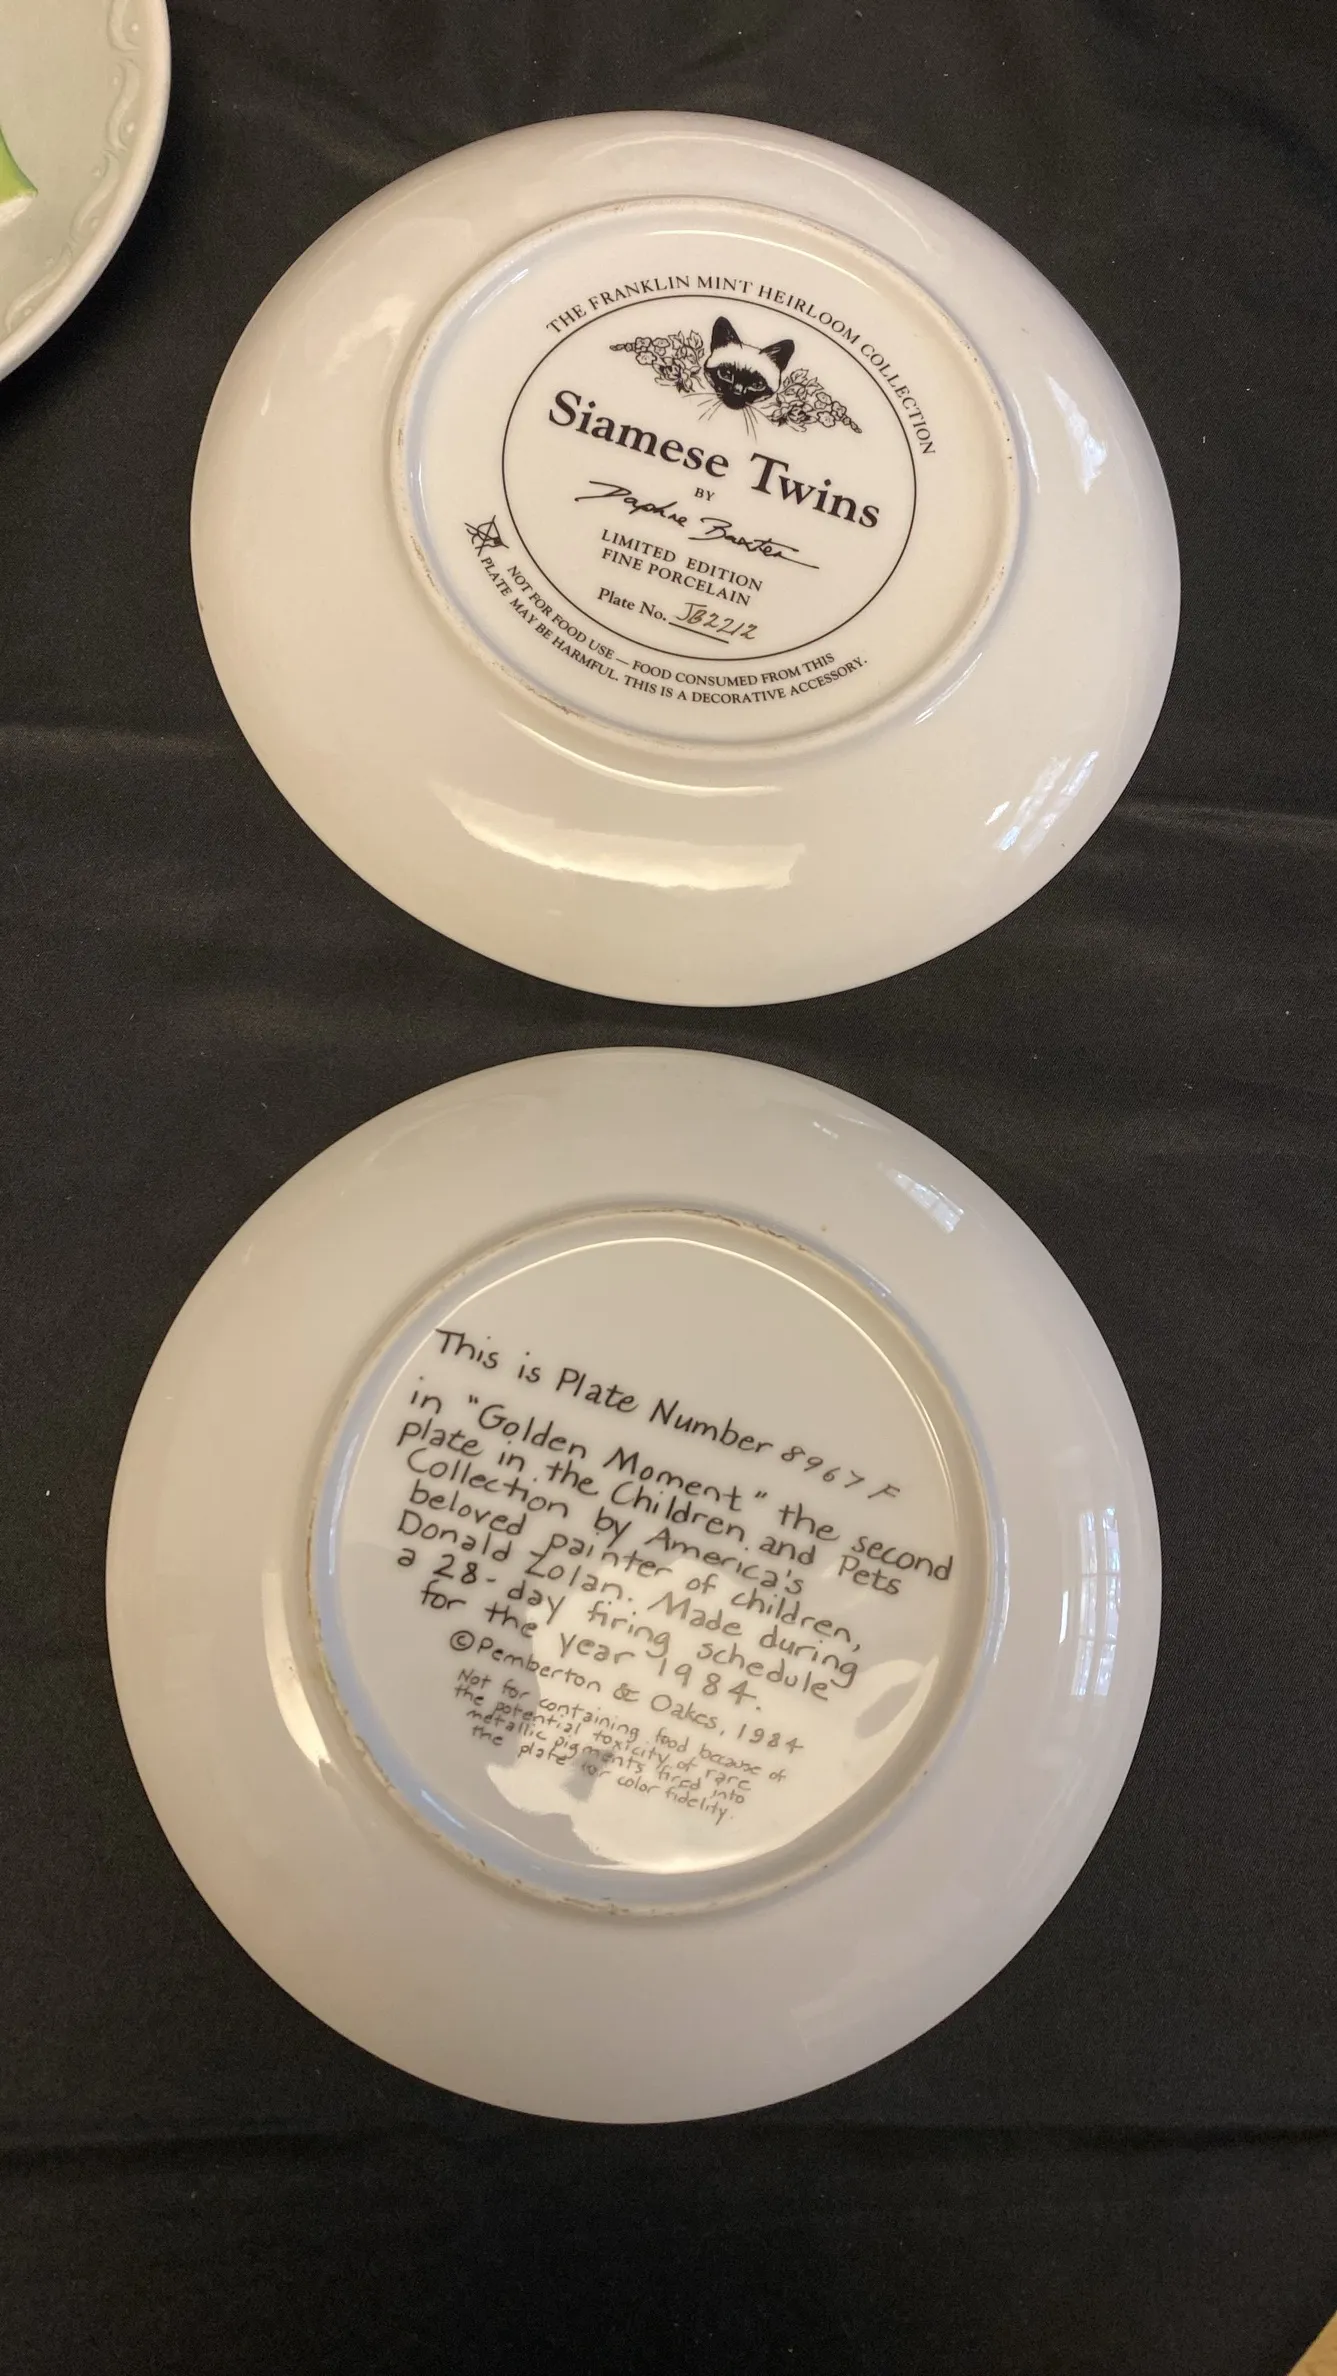 THE FRANKLIN MINT HEIRLOOM COLLECTION
Siamese Twins
BY
Daphne Baxter
LIMITED EDITION
FINE PORCELAIN
Plate No. JB2212
NOT FOR FOOD USE — FOOD CONSUMED FROM THIS
PLATE MAY BE HARMFUL. THIS IS A DECORATIVE ACCESSORY.
This is Plate Number 8967 F
in "Golden Moment" the second
plate in the Children and Pets
Collection by America's
beloved painter of children,
Donald Zolan. Made during
a 28-day firing schedule
for the year 1984.
© Pemberton & Oakes, 1984
Not for containing food because of
the potential toxicity of rare
metallic pigments fired into
the plate for color fidelity.